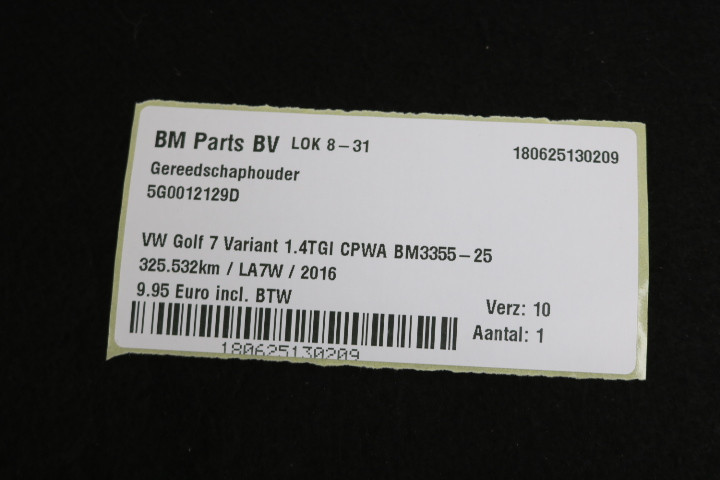 BM Parts BV LOK 8-31
180625130209
Gereedschaphouder
5G0012129D
VW Golf 7 Variant 1.4TGI CPWA BM3355-25
325.532km / LA7W / 2016
9.95 Euro incl. BTW
Verz: 10
Aantal: 1
180625130209